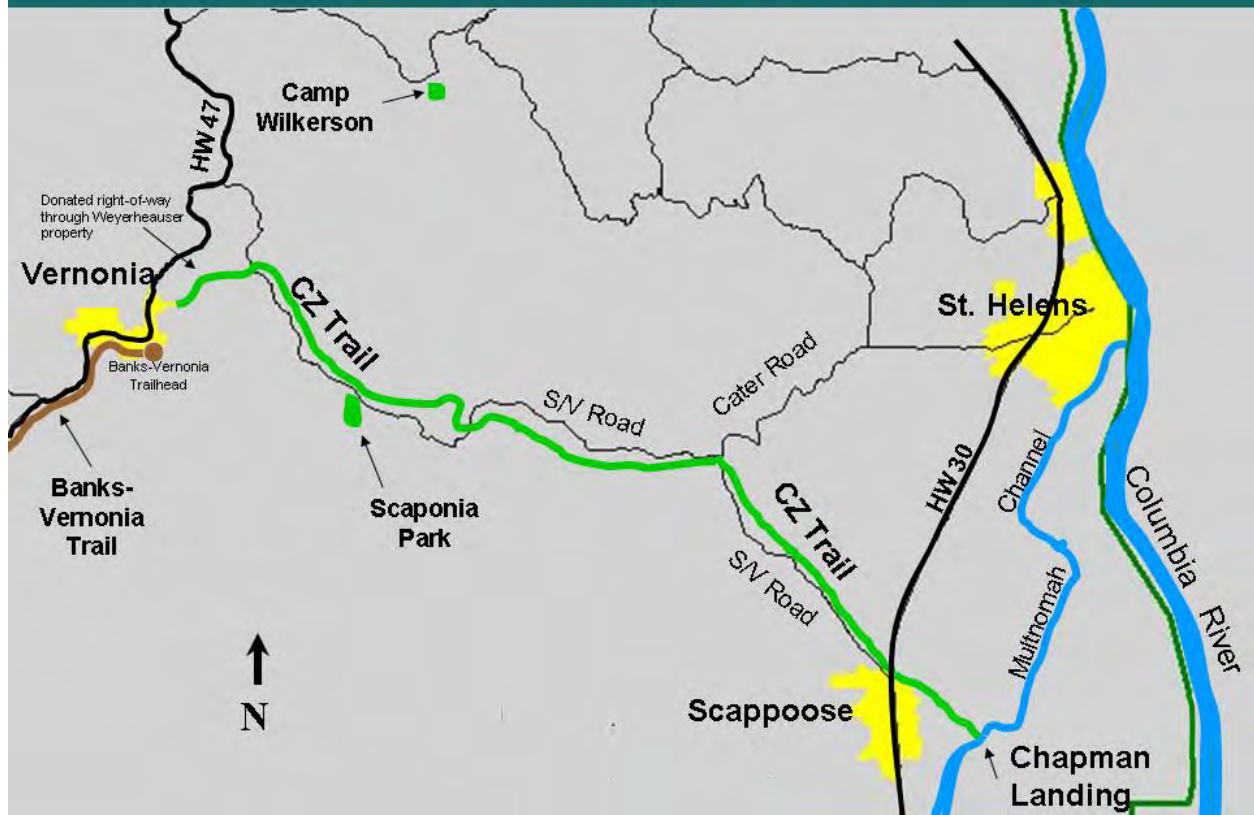 Camp
Wilkerson
HW 47
Donated right-of-way
through Weyerheauser
property
Vernonia
CZ Trail
St. Helens
Banks-Vernonia
Trailhead
S/V Road
Cater Road
HW 30
Channel
Columbia River
Banks-
Vernonia
Trail
Scaponia
Park
CZ Trail
S/V Road
Multnomah
N
Scappoose
Chapman
Landing